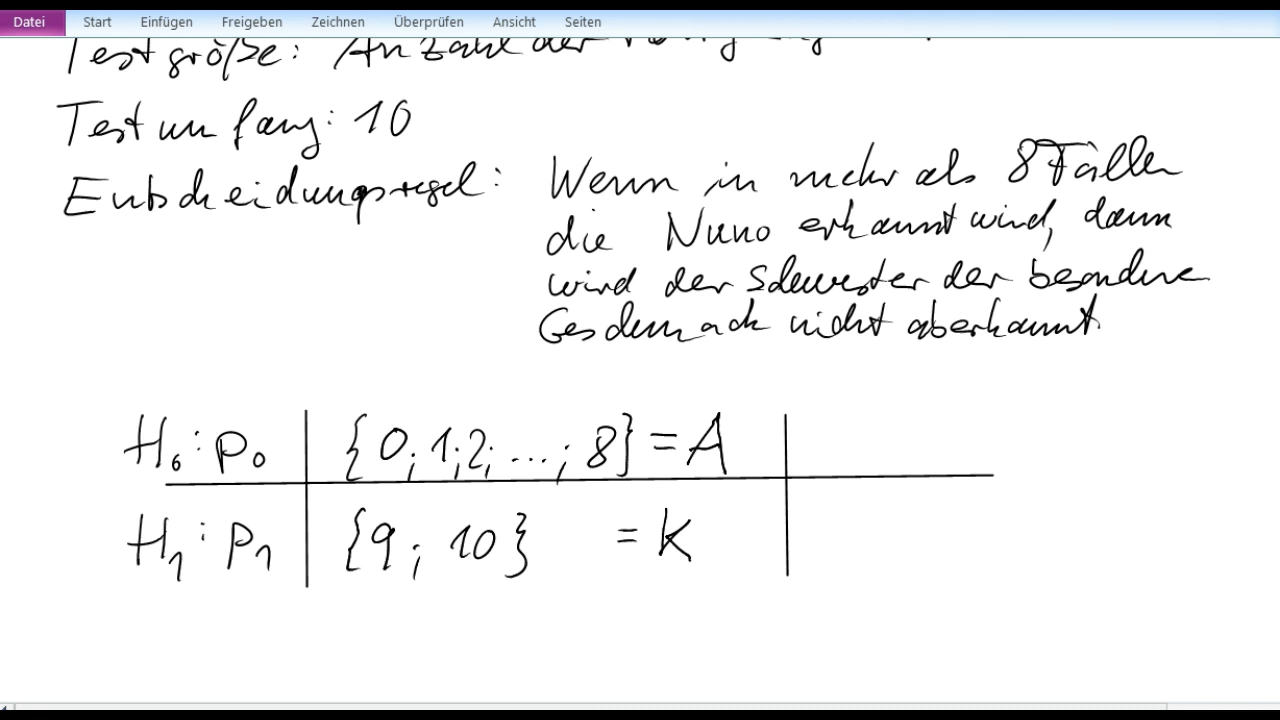 Datei Start Einfügen Freigeben Zeichnen Überprüfen Ansicht Seiten
Testgröße: Anzahl der
Testumfang: 10
Entscheidungsregel: Wenn in mehr als 8 Fällen
die Nuno erkannt wird, dann
wird der Schwester der besondere
Geschmack nicht aberkannt.
H₀: p₀ {0; 1; 2; ...; 8} = A
H₁: p₁ {9; 10} = K